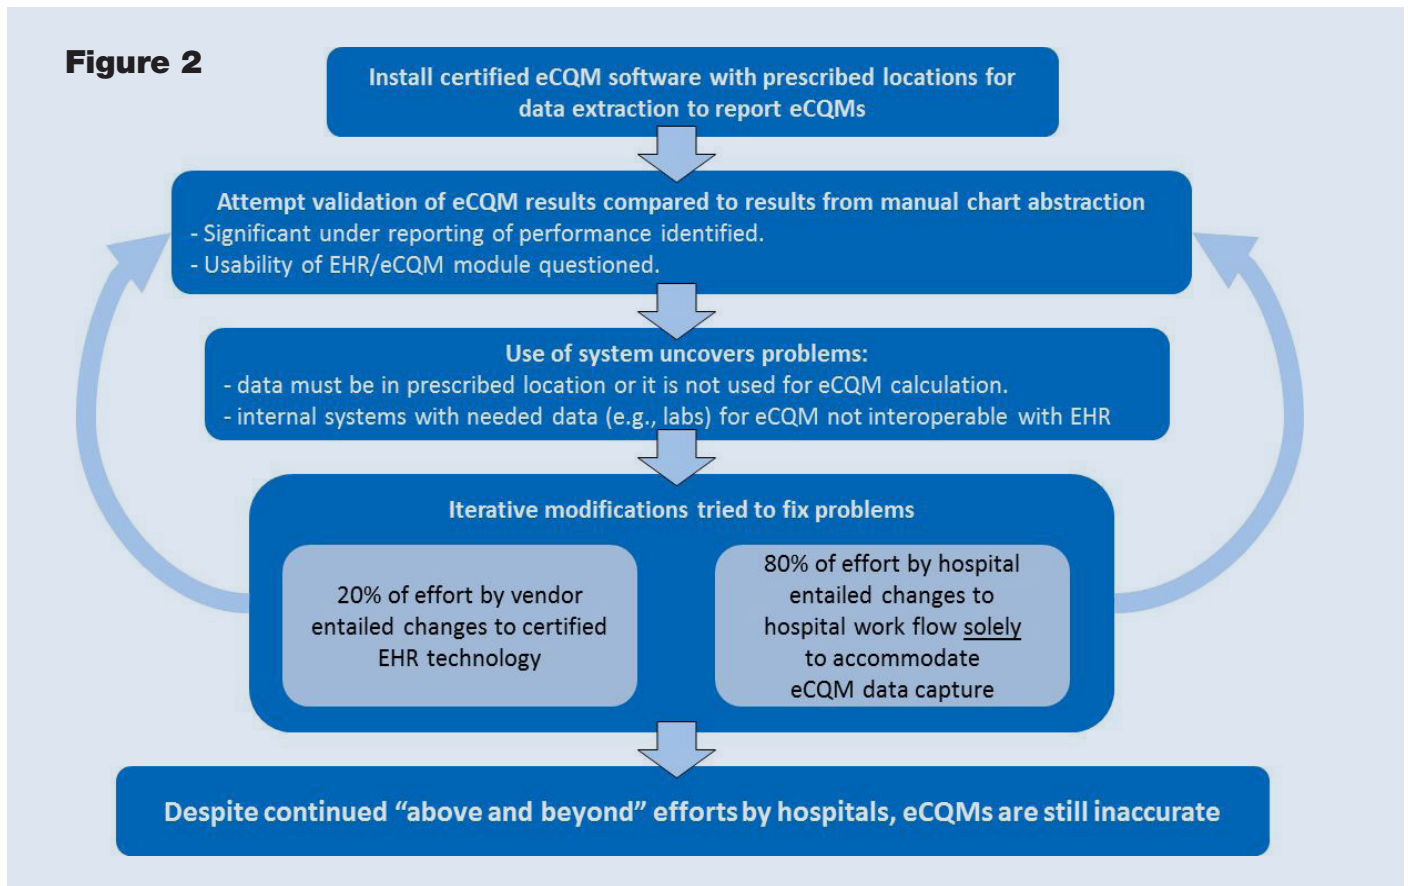 Figure 2
Install certified eCQM software with prescribed locations for
data extraction to report eCQMs
Attempt validation of eCQM results compared to results from manual chart abstraction
- Significant under reporting of performance identified.
- Usability of EHR/eCQM module questioned.
Use of system uncovers problems:
- data must be in prescribed location or it is not used for eCQM calculation.
- internal systems with needed data (e.g., labs) for eCQM not interoperable with EHR
Iterative modifications tried to fix problems
20% of effort by vendor
entailed changes to certified
EHR technology
80% of effort by hospital
entailed changes to
hospital work flow solely
to accommodate
eCQM data capture
Despite continued “above and beyond” efforts by hospitals, eCQMs are still inaccurate